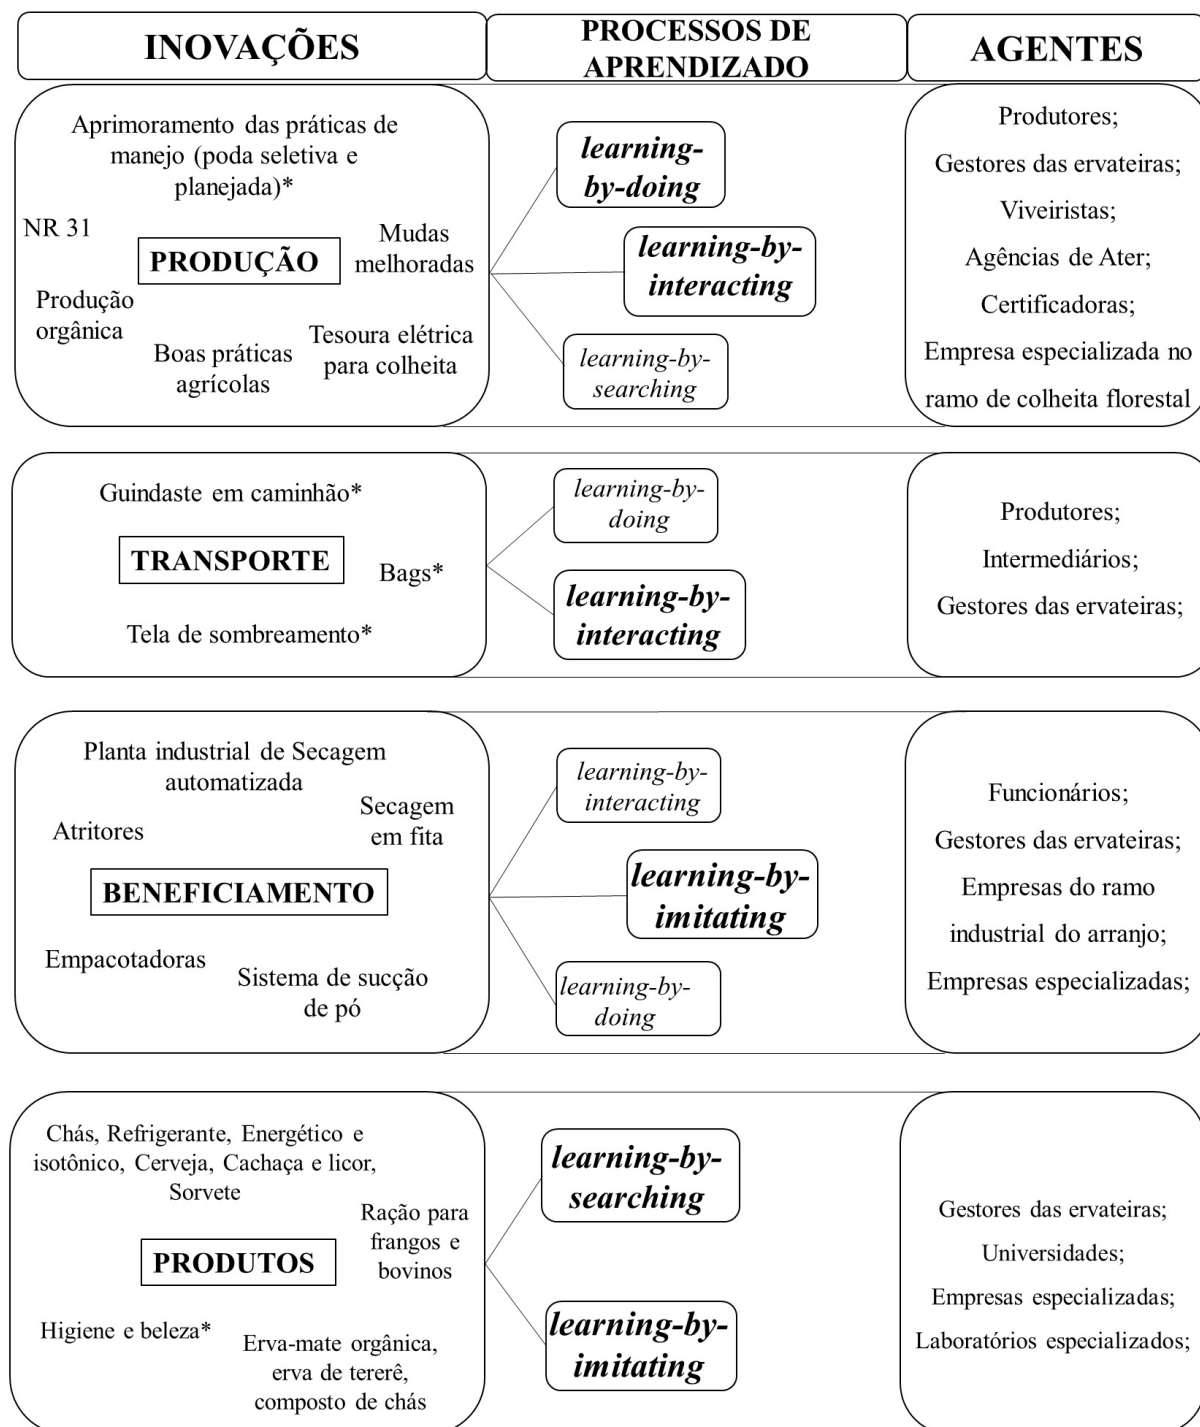 INOVAÇÕES
PROCESSOS DE
APRENDIZADO
AGENTES
Aprimoramento das práticas de
manejo (poda seletiva e
planejada)*
NR 31
PRODUÇÃO
Mudas
melhoradas
Produção
orgânica
Boas práticas
agrícolas
Tesoura elétrica
para colheita
learning-
by-doing
learning-by-
interacting
learning-by-
searching
Produtores;
Gestores das ervateiras;
Viveiristas;
Agências de Ater;
Certificadoras;
Empresa especializada no
ramo de colheita florestal
Guindaste em caminhão*
TRANSPORTE
Bags*
Tela de sombreamento*
learning-by-
doing
learning-by-
interacting
Produtores;
Intermediários;
Gestores das ervateiras;
Planta industrial de Secagem
automatizada
Atritores
Secagem
em fita
BENEFICIAMENTO
Empacotadoras
Sistema de sucção
de pó
learning-by-
interacting
learning-by-
imitating
learning-by-
doing
Funcionários;
Gestores das ervateiras;
Empresas do ramo
industrial do arranjo;
Empresas especializadas;
Chás, Refrigerante, Energético e
isotônico, Cerveja, Cachaça e licor,
Sorvete
PRODUTOS
Ração para
frangos e
bovinos
Higiene e beleza*
Erva-mate orgânica,
erva de tererê,
composto de chás
learning-by-
searching
learning-by-
imitating
Gestores das ervateiras;
Universidades;
Empresas especializadas;
Laboratórios especializados;